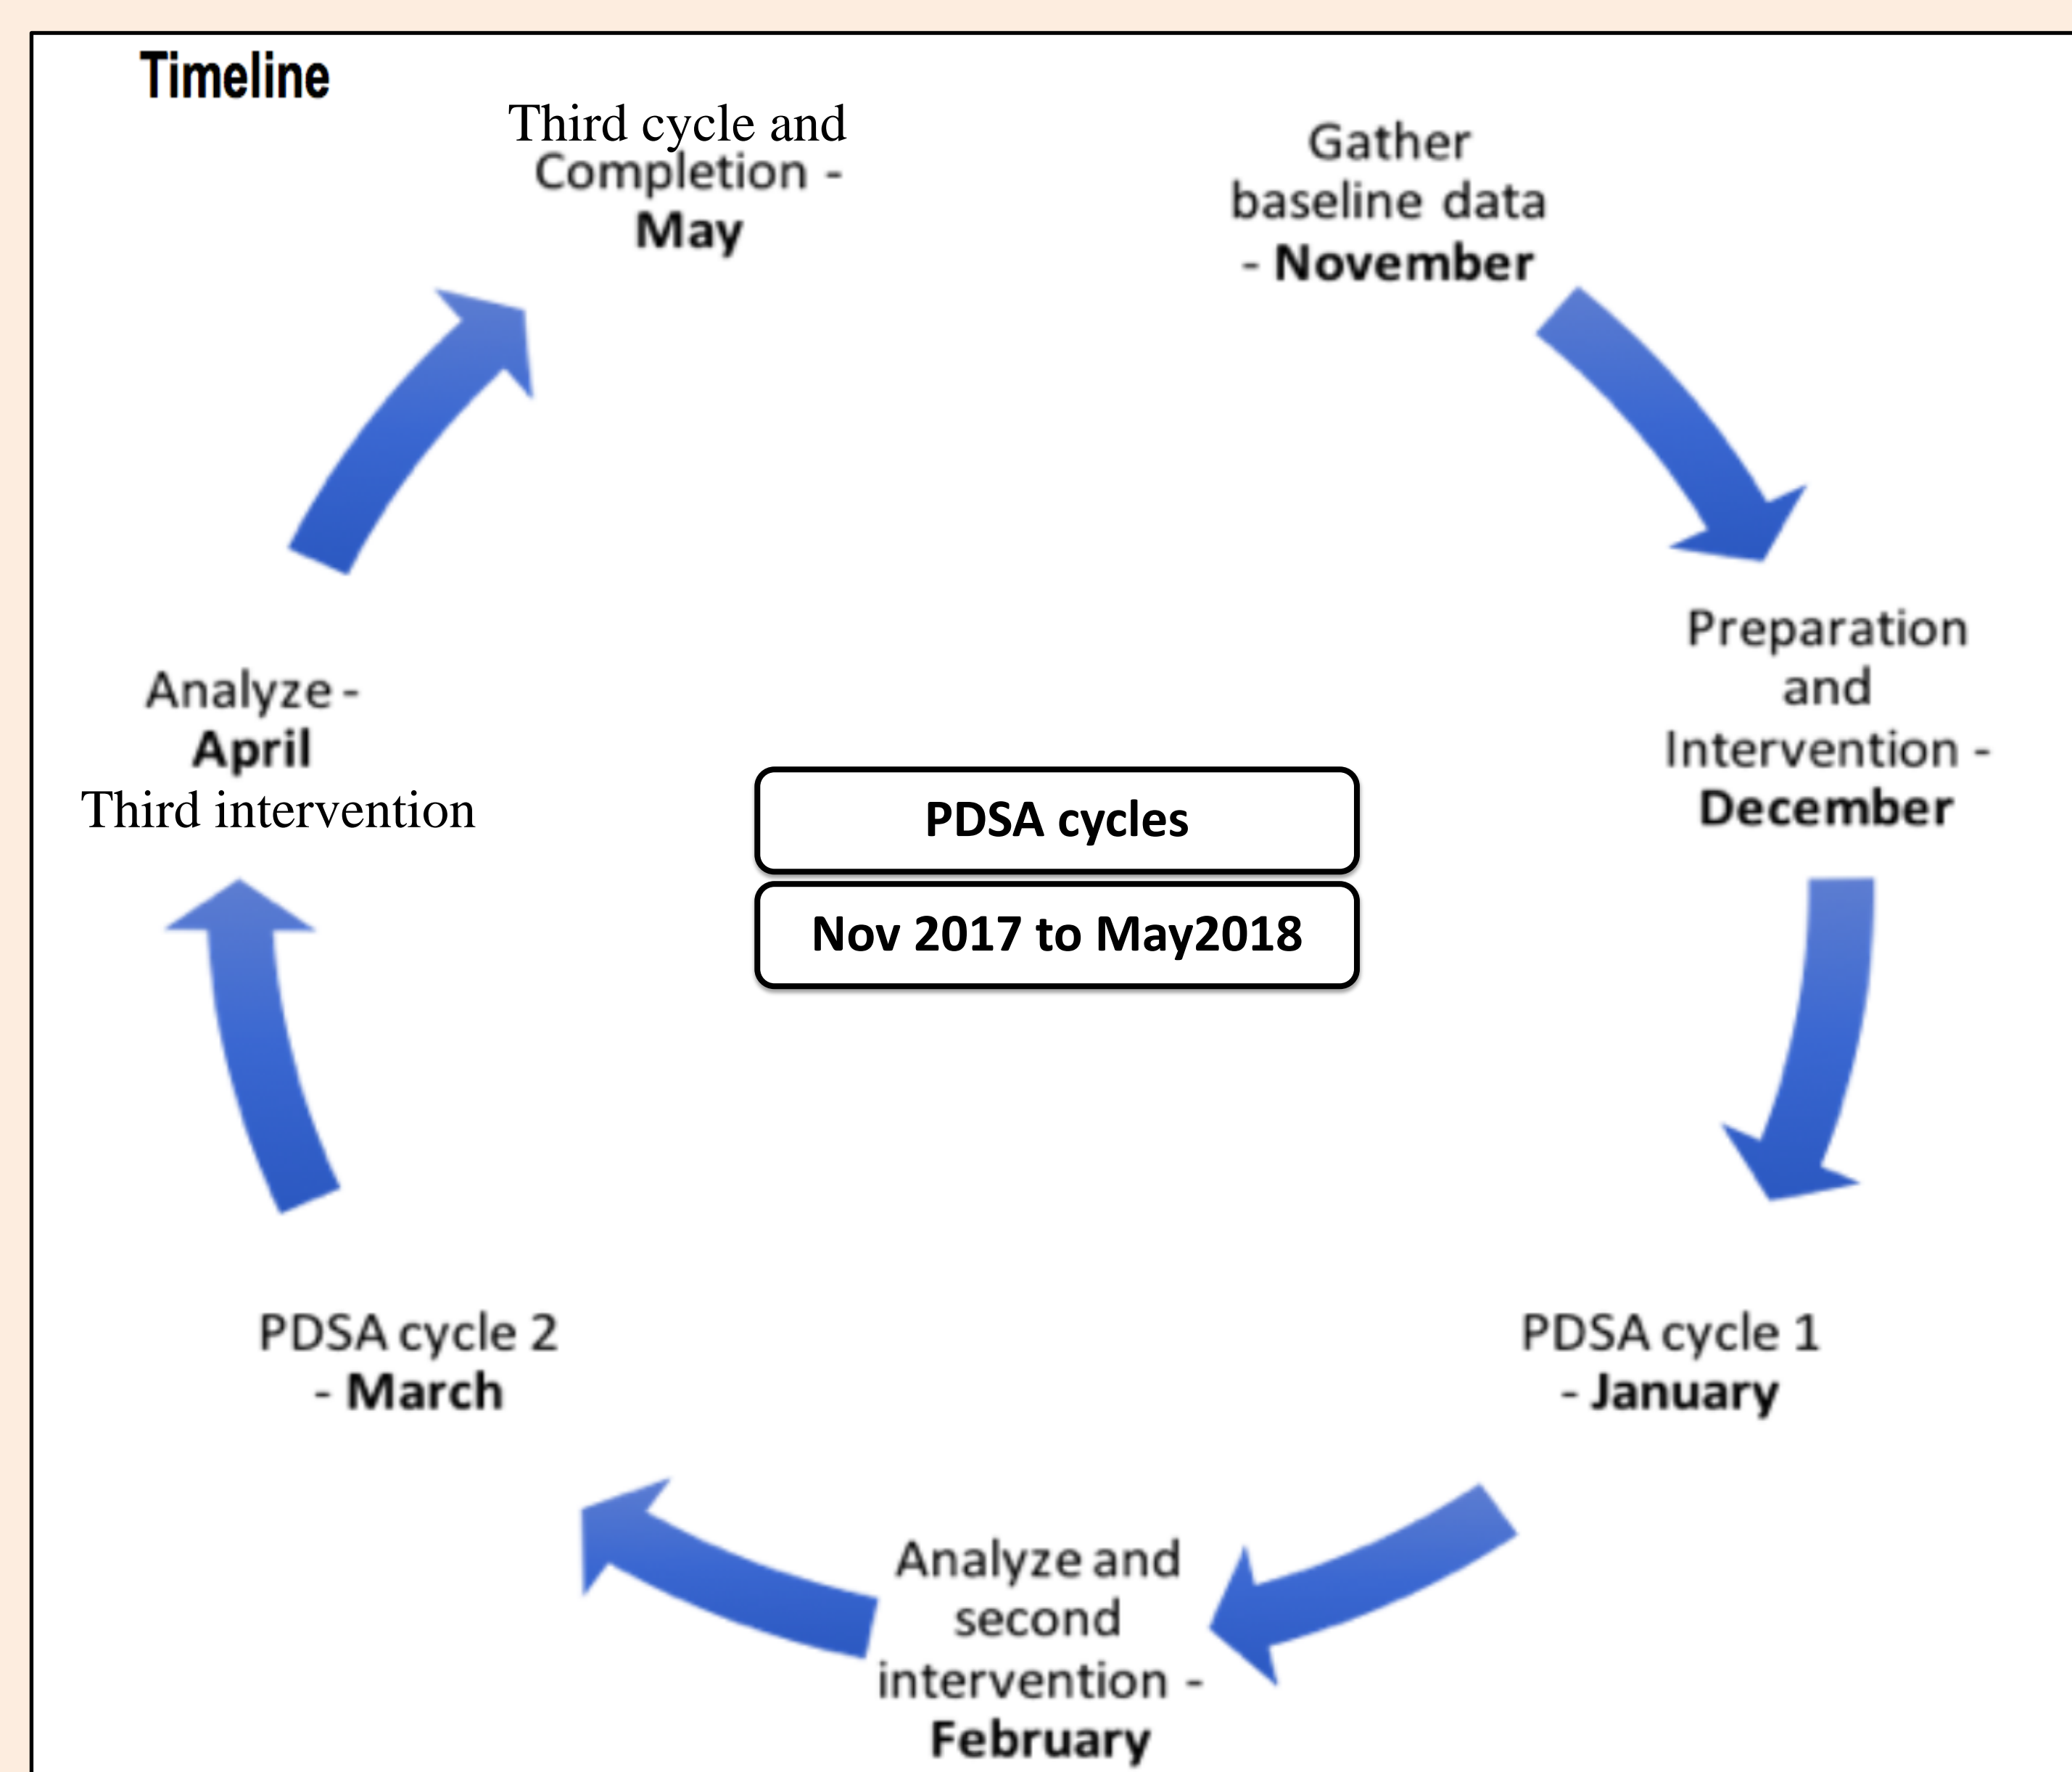 Timeline
Gather
baseline data
- November
Preparation
and
Intervention -
December
PDSA cycle 1
- January
Analyze and
second
intervention -
February
PDSA cycle 2
- March
Analyze -
April
Third intervention
Third cycle and
Completion -
May
PDSA cycles
Nov 2017 to May2018